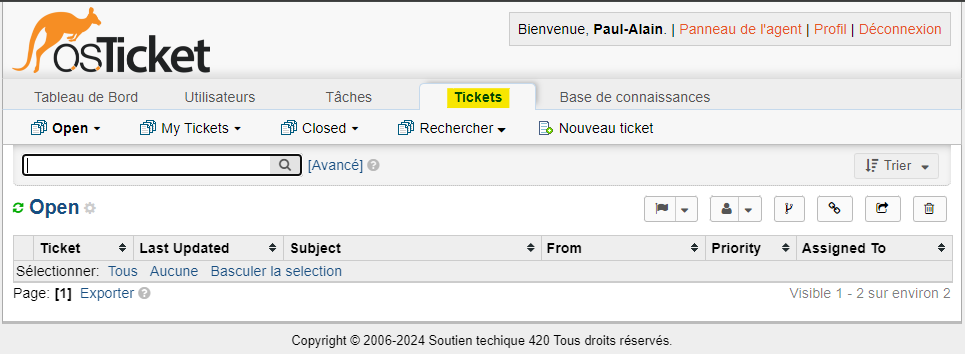 osTicket
Bienvenue, Paul-Alain. | Panneau de l'agent | Profil | Déconnexion
Tableau de Bord Utilisateurs Tâches Tickets Base de connaissances
Open My Tickets Closed Rechercher Nouveau ticket
[Avancé] Trier
Open
Ticket Last Updated Subject From Priority Assigned To
Sélectionner: Tous Aucune Basculer la selection
Page: [1] Exporter Visible 1 - 2 sur environ 2
Copyright © 2006-2024 Soutien techique 420 Tous droits réservés.